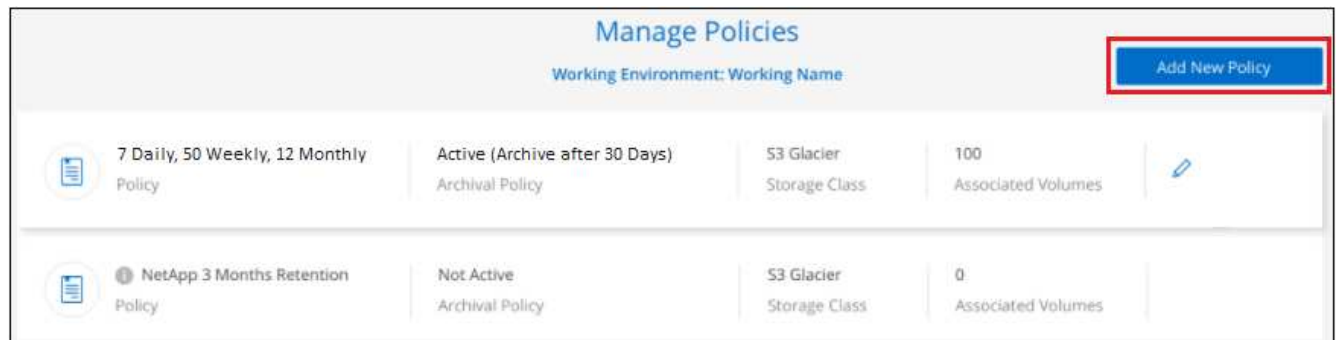 Manage Policies
Working Environment: Working Name
Add New Policy
7 Daily, 50 Weekly, 12 Monthly
Policy
Active (Archive after 30 Days)
Archival Policy
S3 Glacier
Storage Class
100
Associated Volumes
NetApp 3 Months Retention
Policy
Not Active
Archival Policy
S3 Glacier
Storage Class
0
Associated Volumes